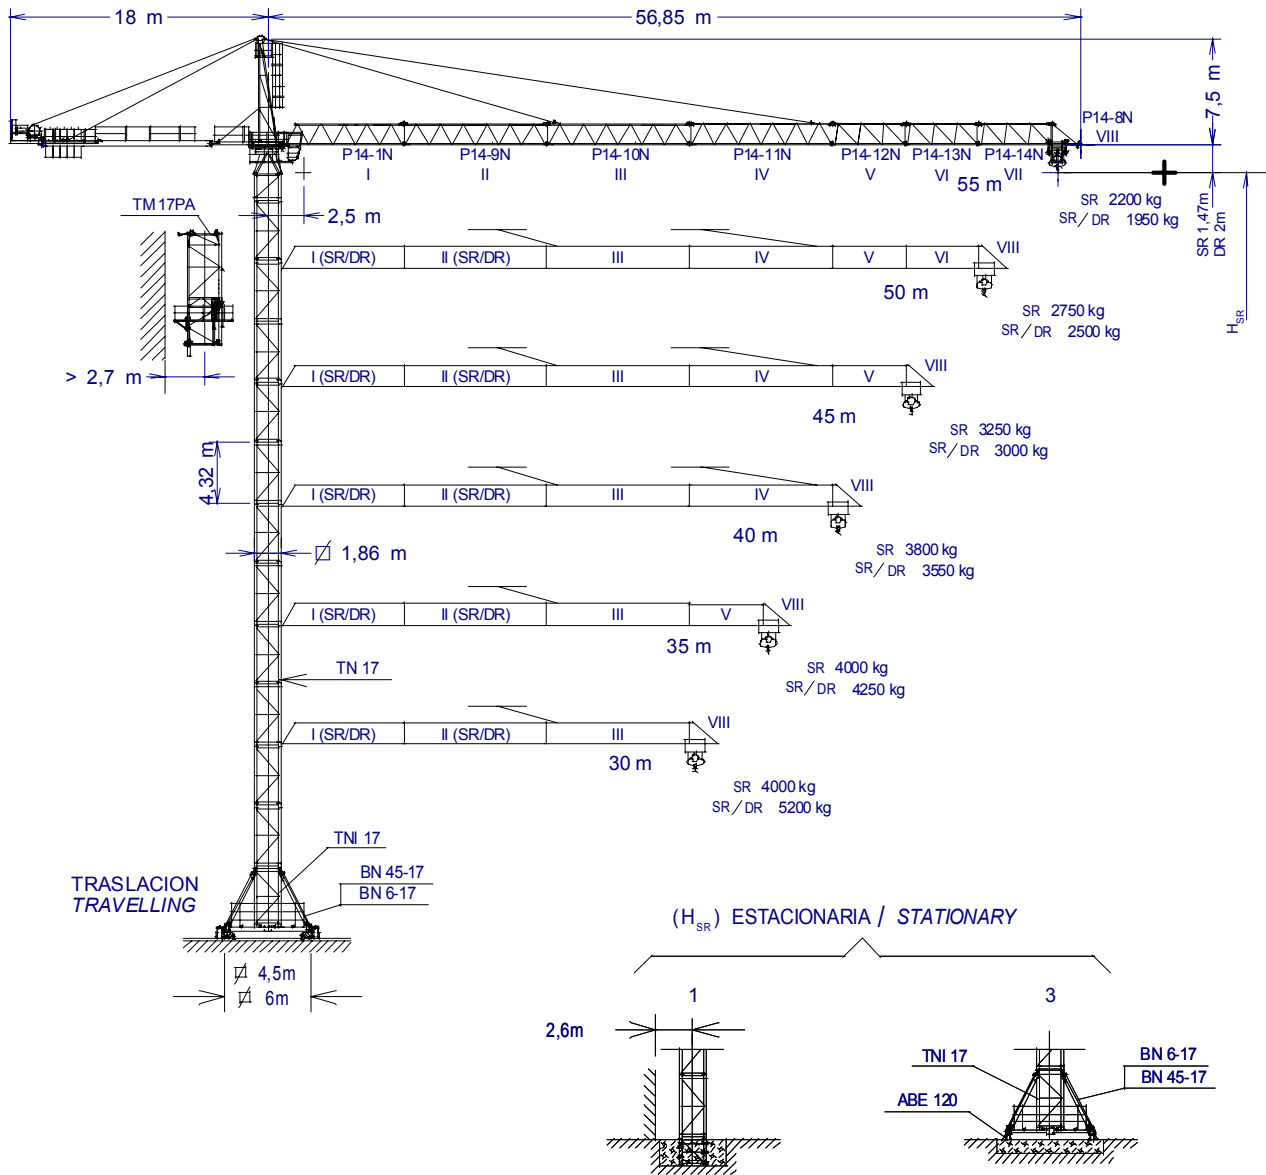 18 m
56,85 m
7,5 m
P14-8N
VIII
P14-1N P14-9N P14-10N P14-11N P14-12N P14-13N P14-14N
I II III IV V VI VII
55 m
SR 2200 kg
SR/DR 1950 kg
SR 1,47m
DR 2m
H_SR
TM 17PA
2,5 m
I (SR/DR) II (SR/DR) III IV V VI VIII
50 m
SR 2750 kg
SR/DR 2500 kg
> 2,7 m
I (SR/DR) II (SR/DR) III IV V VIII
45 m
SR 3250 kg
SR/DR 3000 kg
4,32 m
I (SR/DR) II (SR/DR) III IV VIII
40 m
SR 3800 kg
SR/DR 3550 kg
1,86 m
I (SR/DR) II (SR/DR) III V VIII
35 m
SR 4000 kg
SR/DR 4250 kg
TN 17
I (SR/DR) II (SR/DR) III VIII
30 m
SR 4000 kg
SR/DR 5200 kg
TNI 17
BN 45-17
BN 6-17
TRASLACION
TRAVELLING
4,5m
6m
(H_SR) ESTACIONARIA / STATIONARY
1
3
2,6m
TNI 17
BN 6-17
BN 45-17
ABE 120